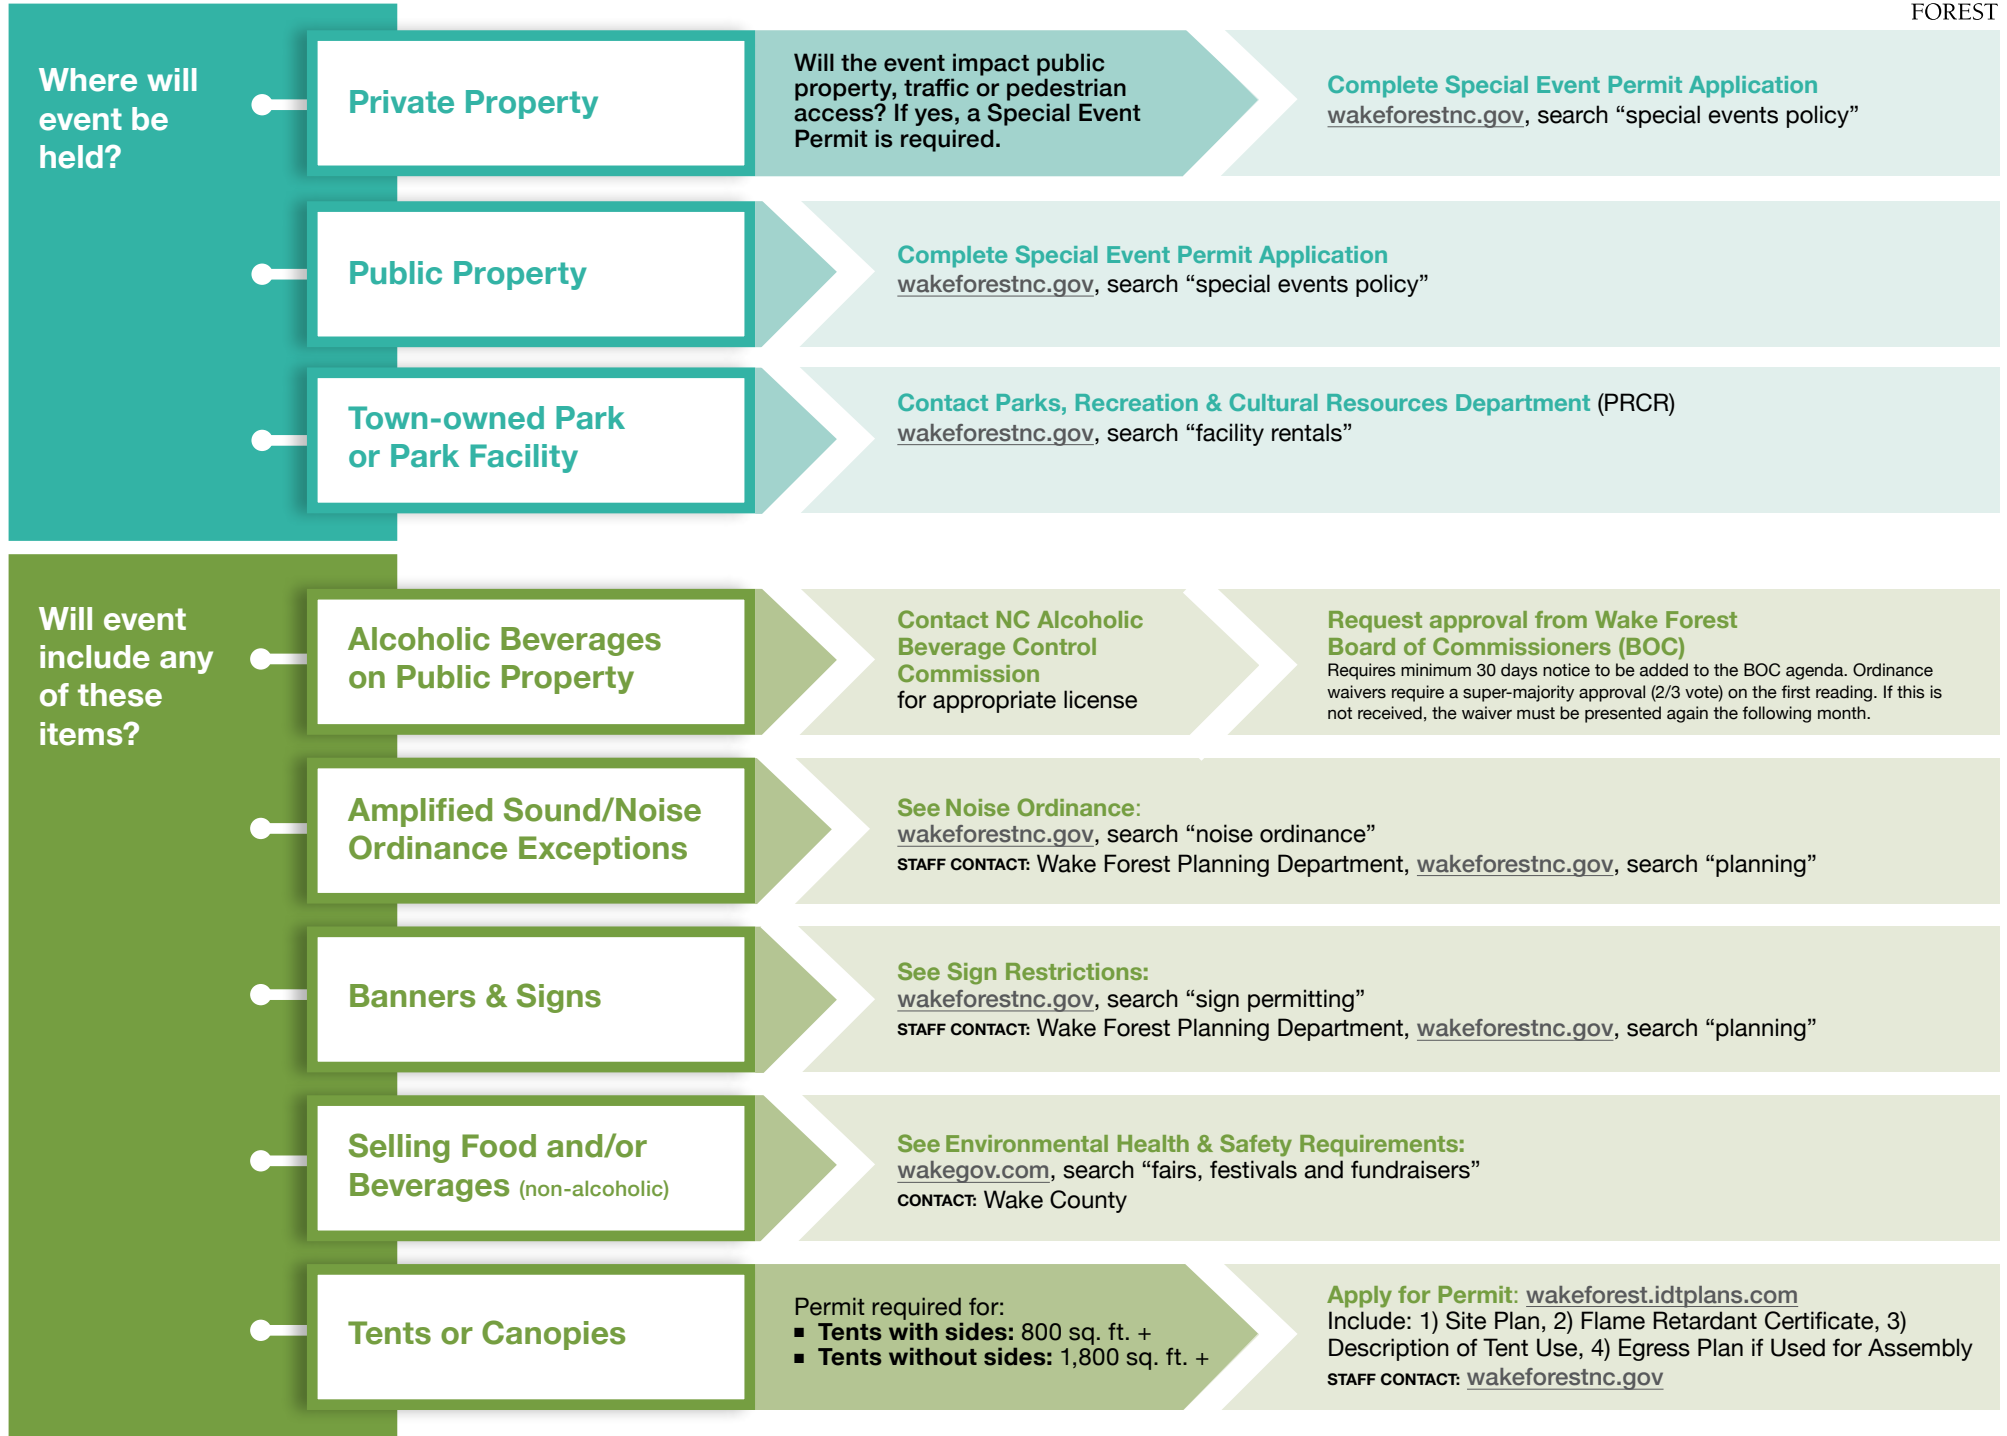 FOREST
Where will
event be
held?
Private Property
Will the event impact public
property, traffic or pedestrian
access? If yes, a Special Event
Permit is required.
Complete Special Event Permit Application
wakeforestnc.gov, search “special events policy”
Public Property
Complete Special Event Permit Application
wakeforestnc.gov, search “special events policy”
Town-owned Park
or Park Facility
Contact Parks, Recreation & Cultural Resources Department (PRCR)
wakeforestnc.gov, search “facility rentals”
Will event
include any
of these
items?
Alcoholic Beverages
on Public Property
Contact NC Alcoholic
Beverage Control
Commission
for appropriate license
Request approval from Wake Forest
Board of Commissioners (BOC)
Requires minimum 30 days notice to be added to the BOC agenda. Ordinance
waivers require a super-majority approval (2/3 vote) on the first reading. If this is
not received, the waiver must be presented again the following month.
Amplified Sound/Noise
Ordinance Exceptions
See Noise Ordinance:
wakeforestnc.gov, search “noise ordinance”
STAFF CONTACT: Wake Forest Planning Department, wakeforestnc.gov, search “planning”
Banners & Signs
See Sign Restrictions:
wakeforestnc.gov, search “sign permitting”
STAFF CONTACT: Wake Forest Planning Department, wakeforestnc.gov, search “planning”
Selling Food and/or
Beverages (non-alcoholic)
See Environmental Health & Safety Requirements:
wakegov.com, search “fairs, festivals and fundraisers”
CONTACT: Wake County
Tents or Canopies
Permit required for:
▪ Tents with sides: 800 sq. ft. +
▪ Tents without sides: 1,800 sq. ft. +
Apply for Permit: wakeforest.idtplans.com
Include: 1) Site Plan, 2) Flame Retardant Certificate, 3)
Description of Tent Use, 4) Egress Plan if Used for Assembly
STAFF CONTACT: wakeforestnc.gov